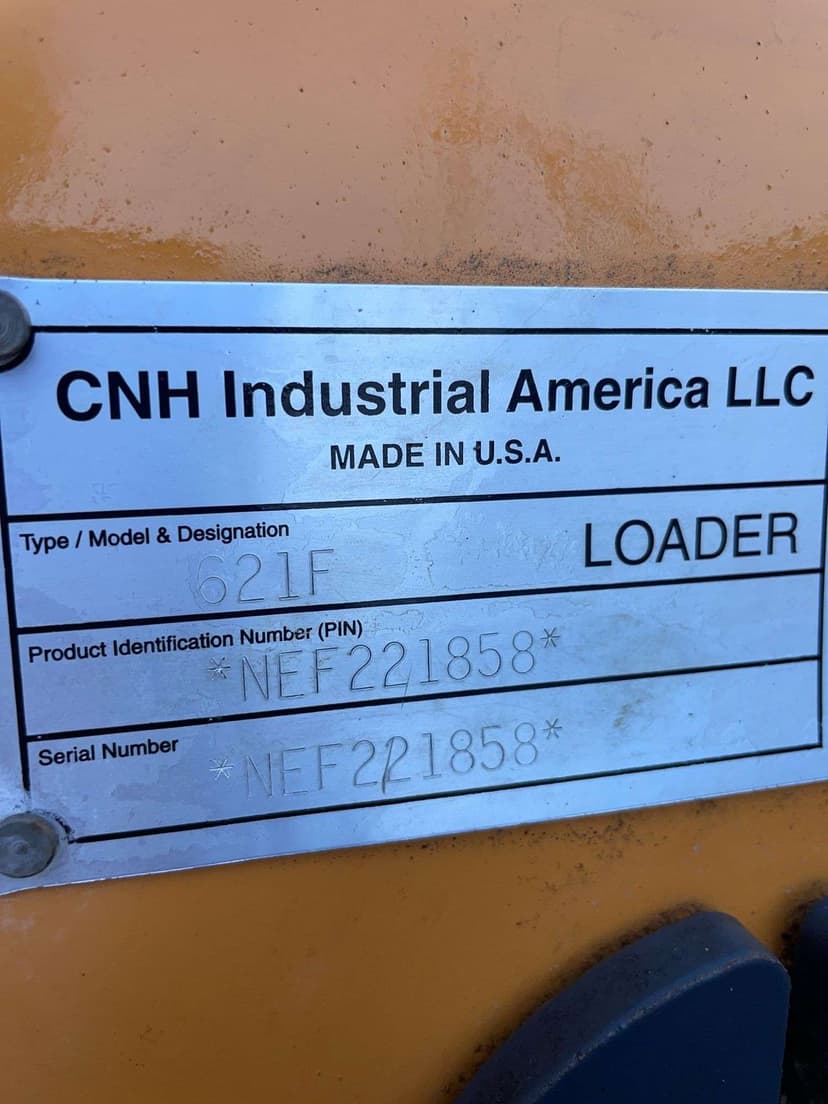 CNH Industrial America LLC
MADE IN U.S.A.
Type / Model & Designation
621F
LOADER
Product Identification Number (PIN)
*NEF221858*
Serial Number
*NEF221858*